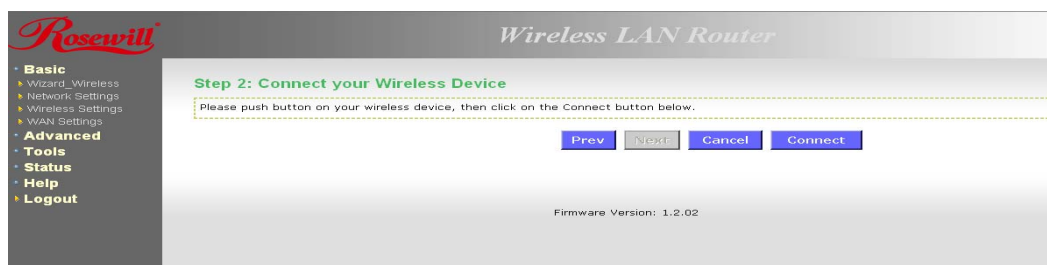 Rosewill
Wireless LAN Router
Basic
Wizard_Wireless
Network Settings
Wireless Settings
WAN Settings
Advanced
Tools
Status
Help
Logout
Step 2: Connect your Wireless Device
Please push button on your wireless device, then click on the Connect button below.
Prev Next Cancel Connect
Firmware Version: 1.2.02